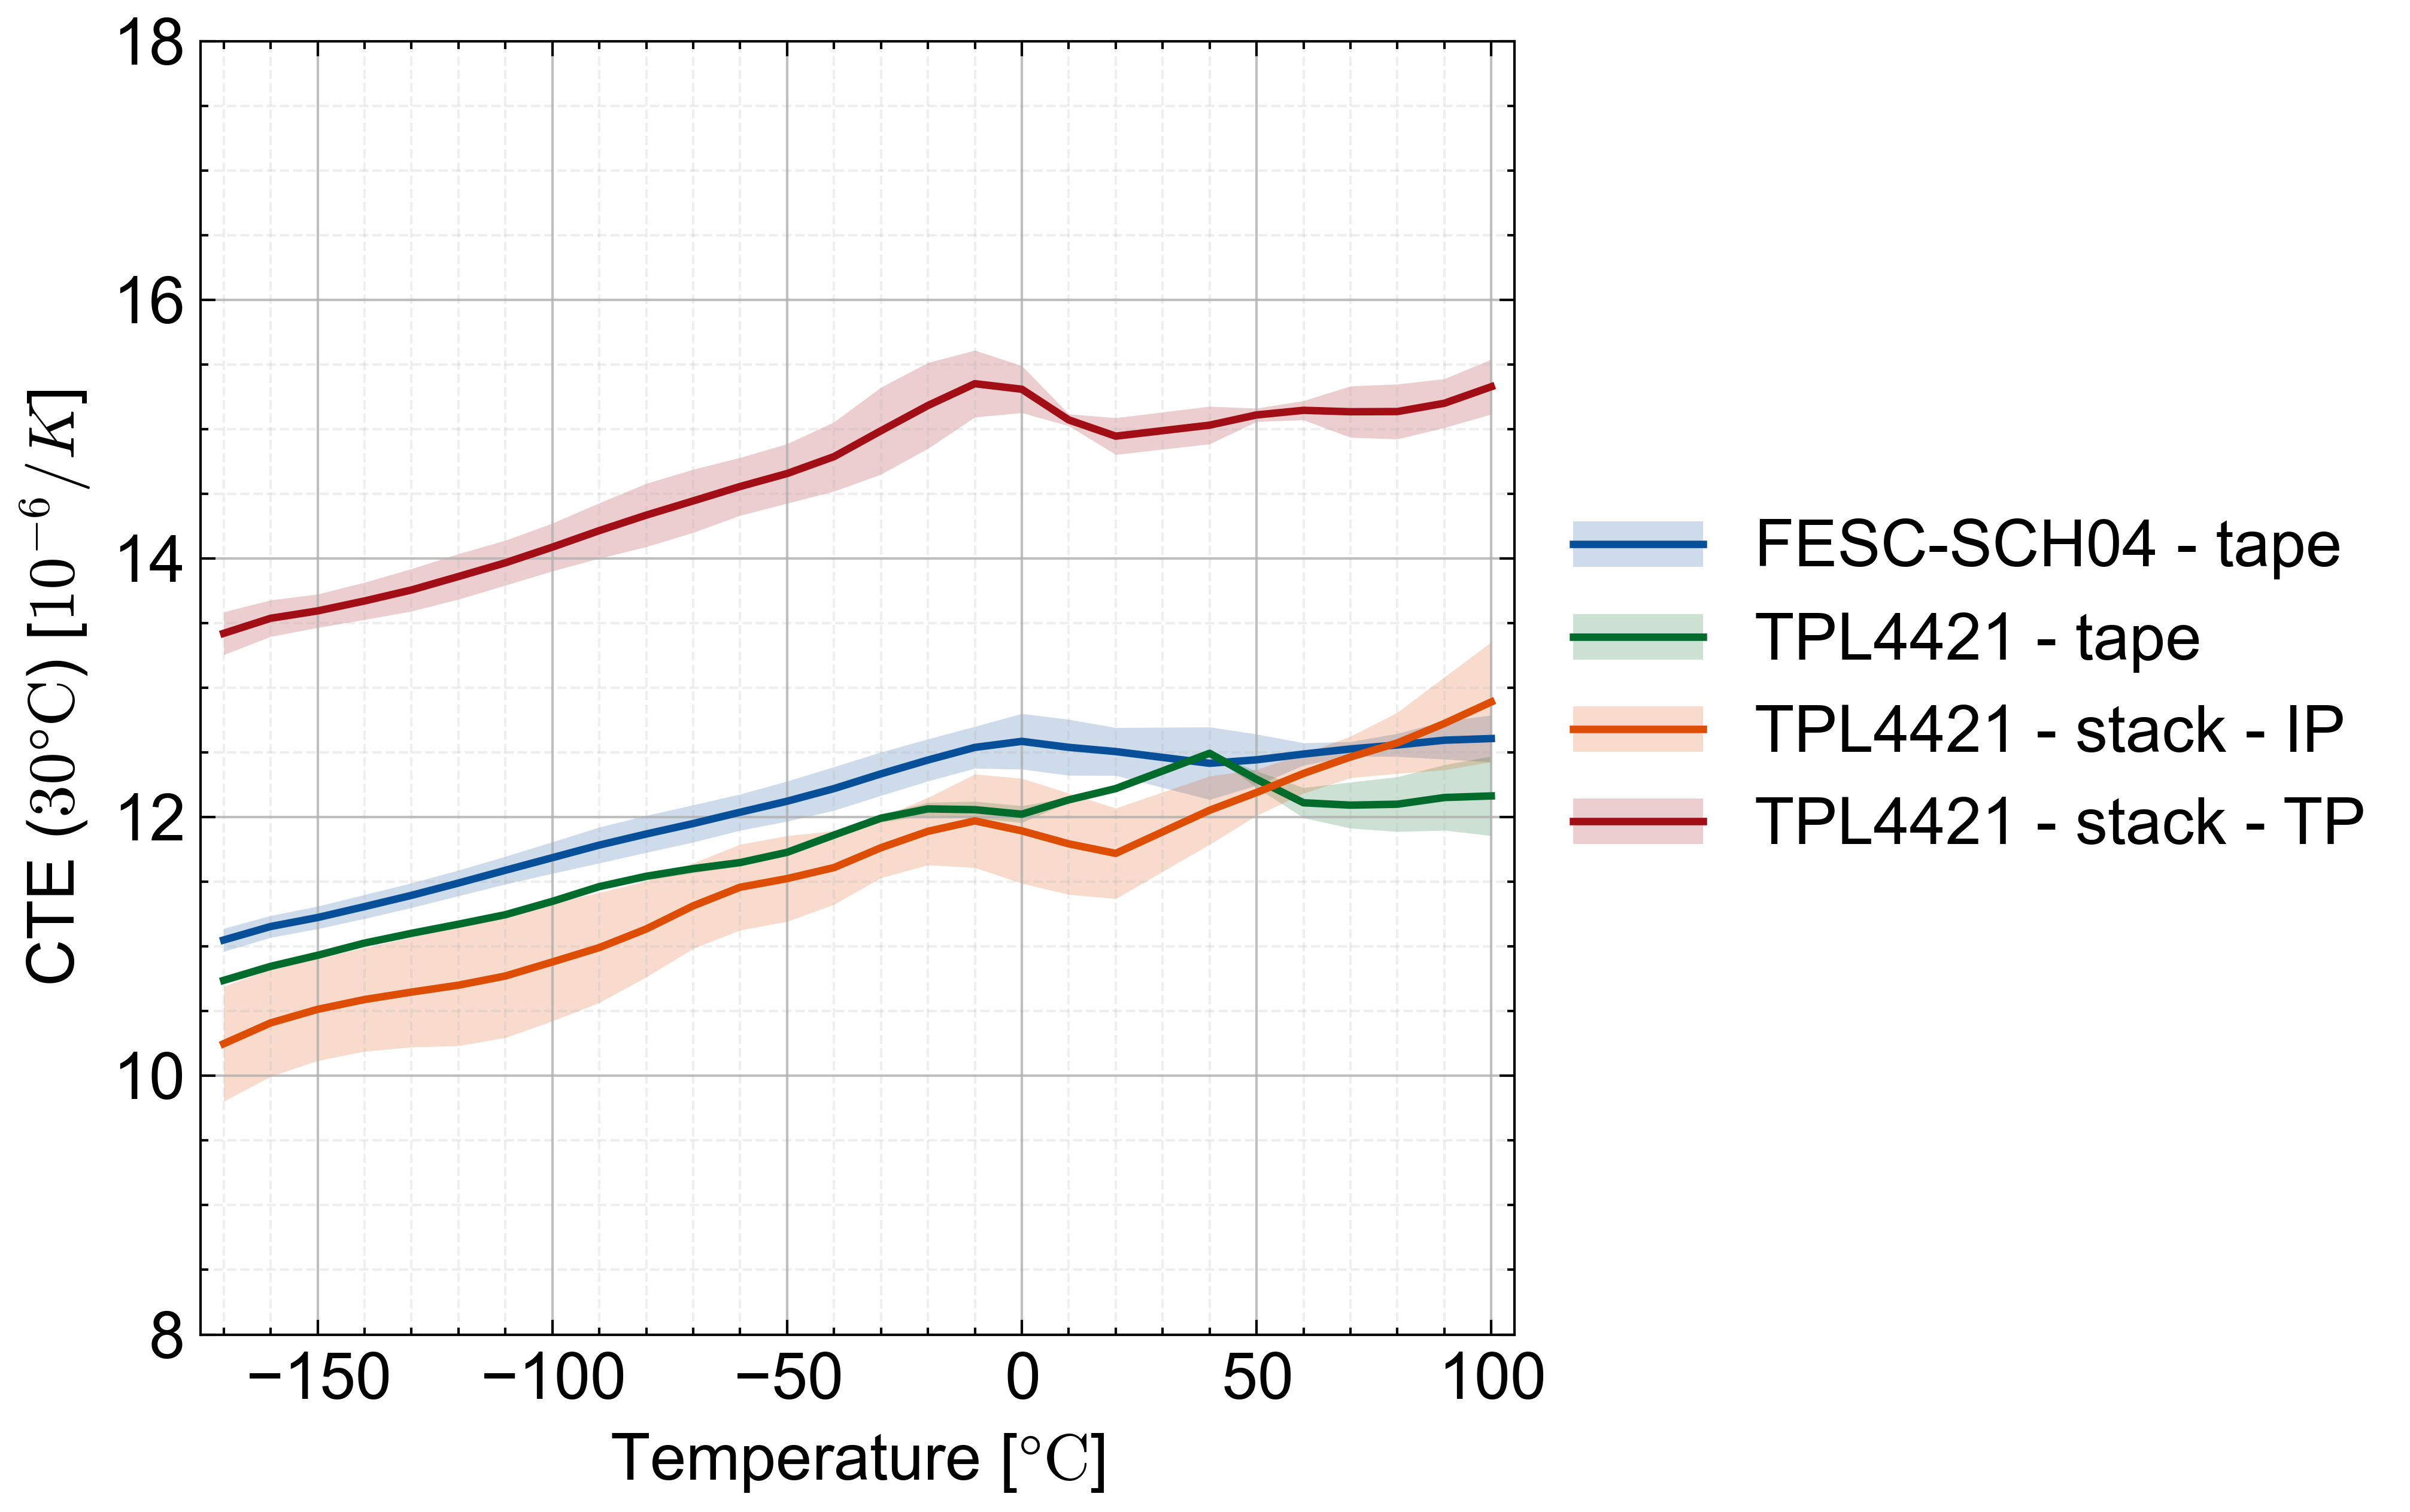 18
16
14
12
10
8
−150
−100
−50
0
50
100
Temperature [°C]
CTE (30°C) [10⁻⁶/K]
FESC-SCH04 - tape
TPL4421 - tape
TPL4421 - stack - IP
TPL4421 - stack - TP